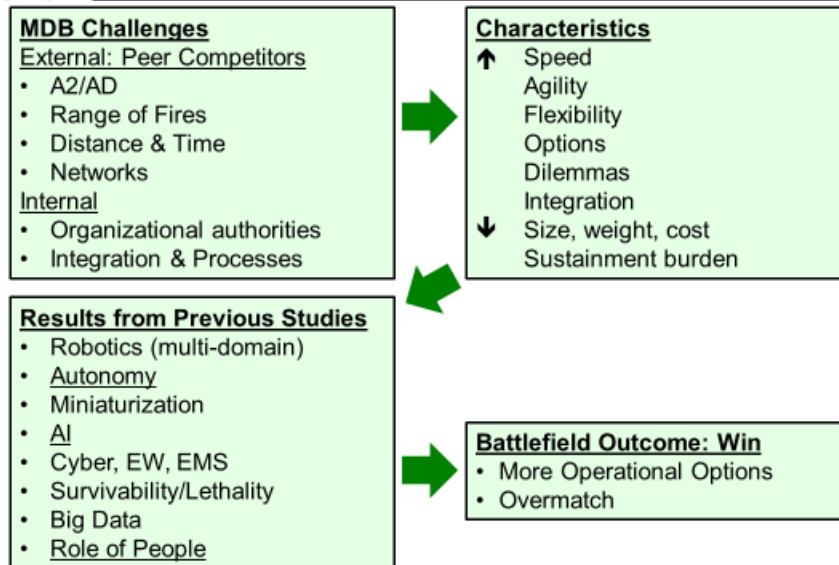 MDB Challenges
External: Peer Competitors
• A2/AD
• Range of Fires
• Distance & Time
• Networks
Internal
• Organizational authorities
• Integration & Processes
Characteristics
↑ Speed
Agility
Flexibility
Options
Dilemmas
Integration
↓ Size, weight, cost
Sustainment burden
Results from Previous Studies
• Robotics (multi-domain)
• Autonomy
• Miniaturization
• AI
• Cyber, EW, EMS
• Survivability/Lethality
• Big Data
• Role of People
Battlefield Outcome: Win
• More Operational Options
• Overmatch